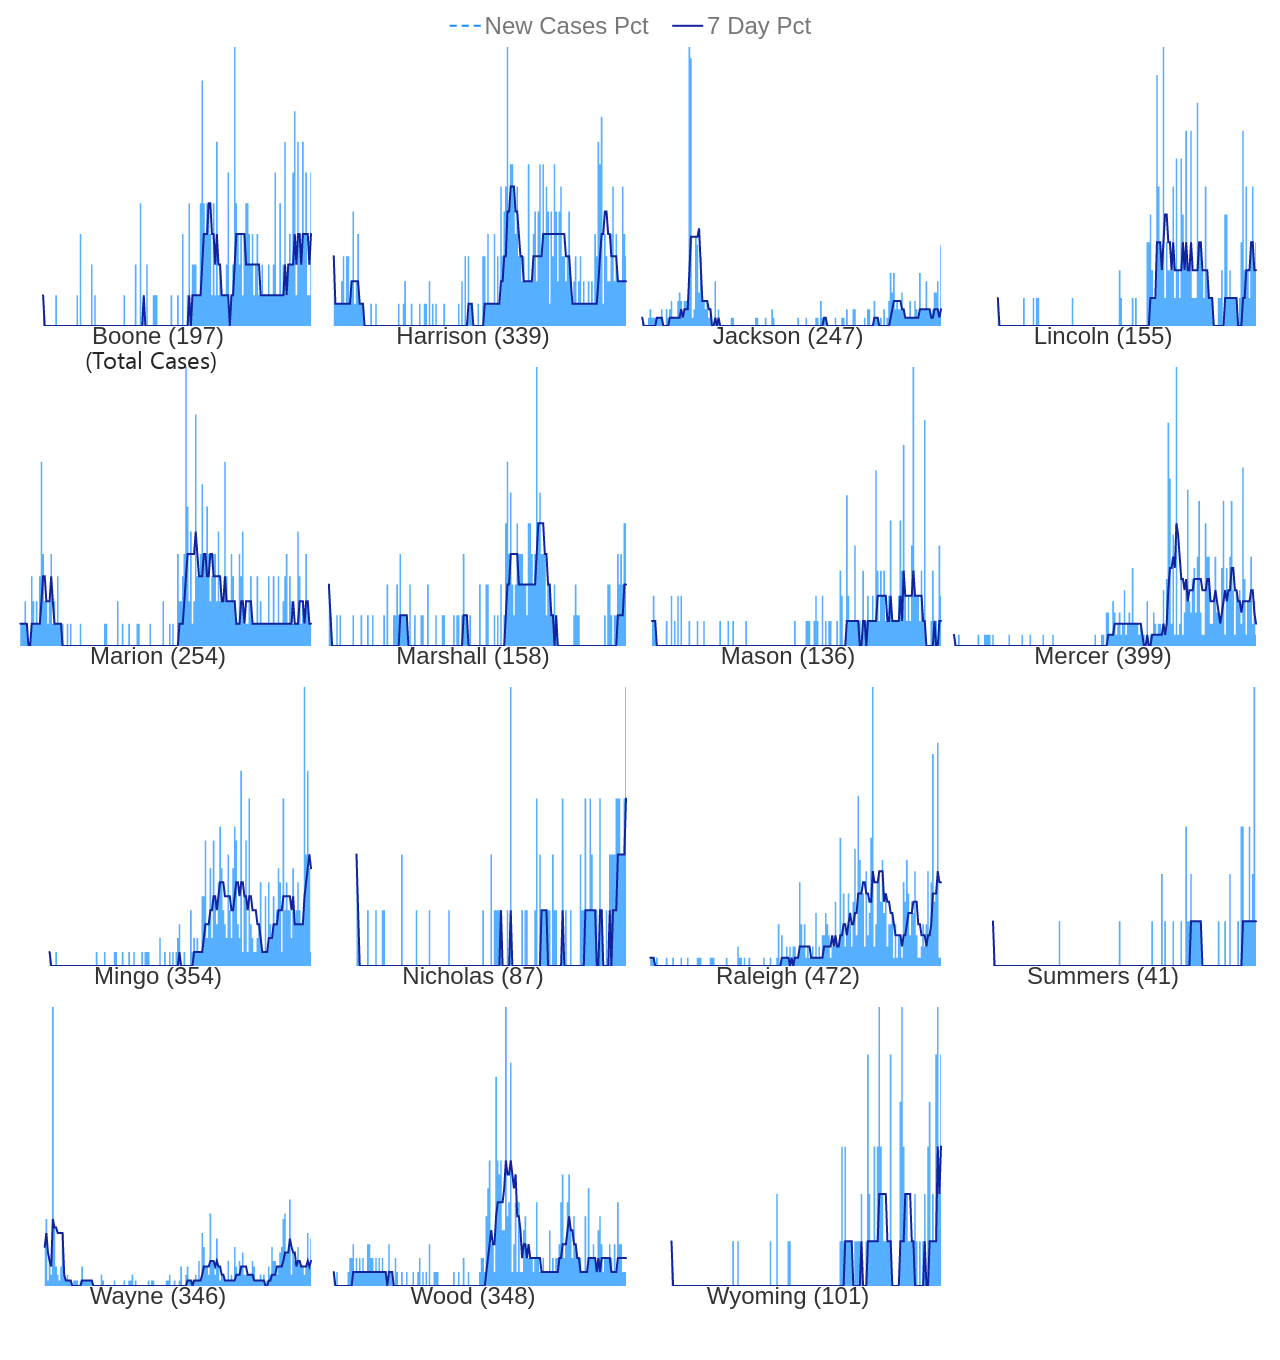 New Cases Pct 7 Day Pct
Boone (197) Harrison (339) Jackson (247) Lincoln (155)
(Total Cases)
Marion (254) Marshall (158) Mason (136) Mercer (399)
Mingo (354) Nicholas (87) Raleigh (472) Summers (41)
Wayne (346) Wood (348) Wyoming (101)